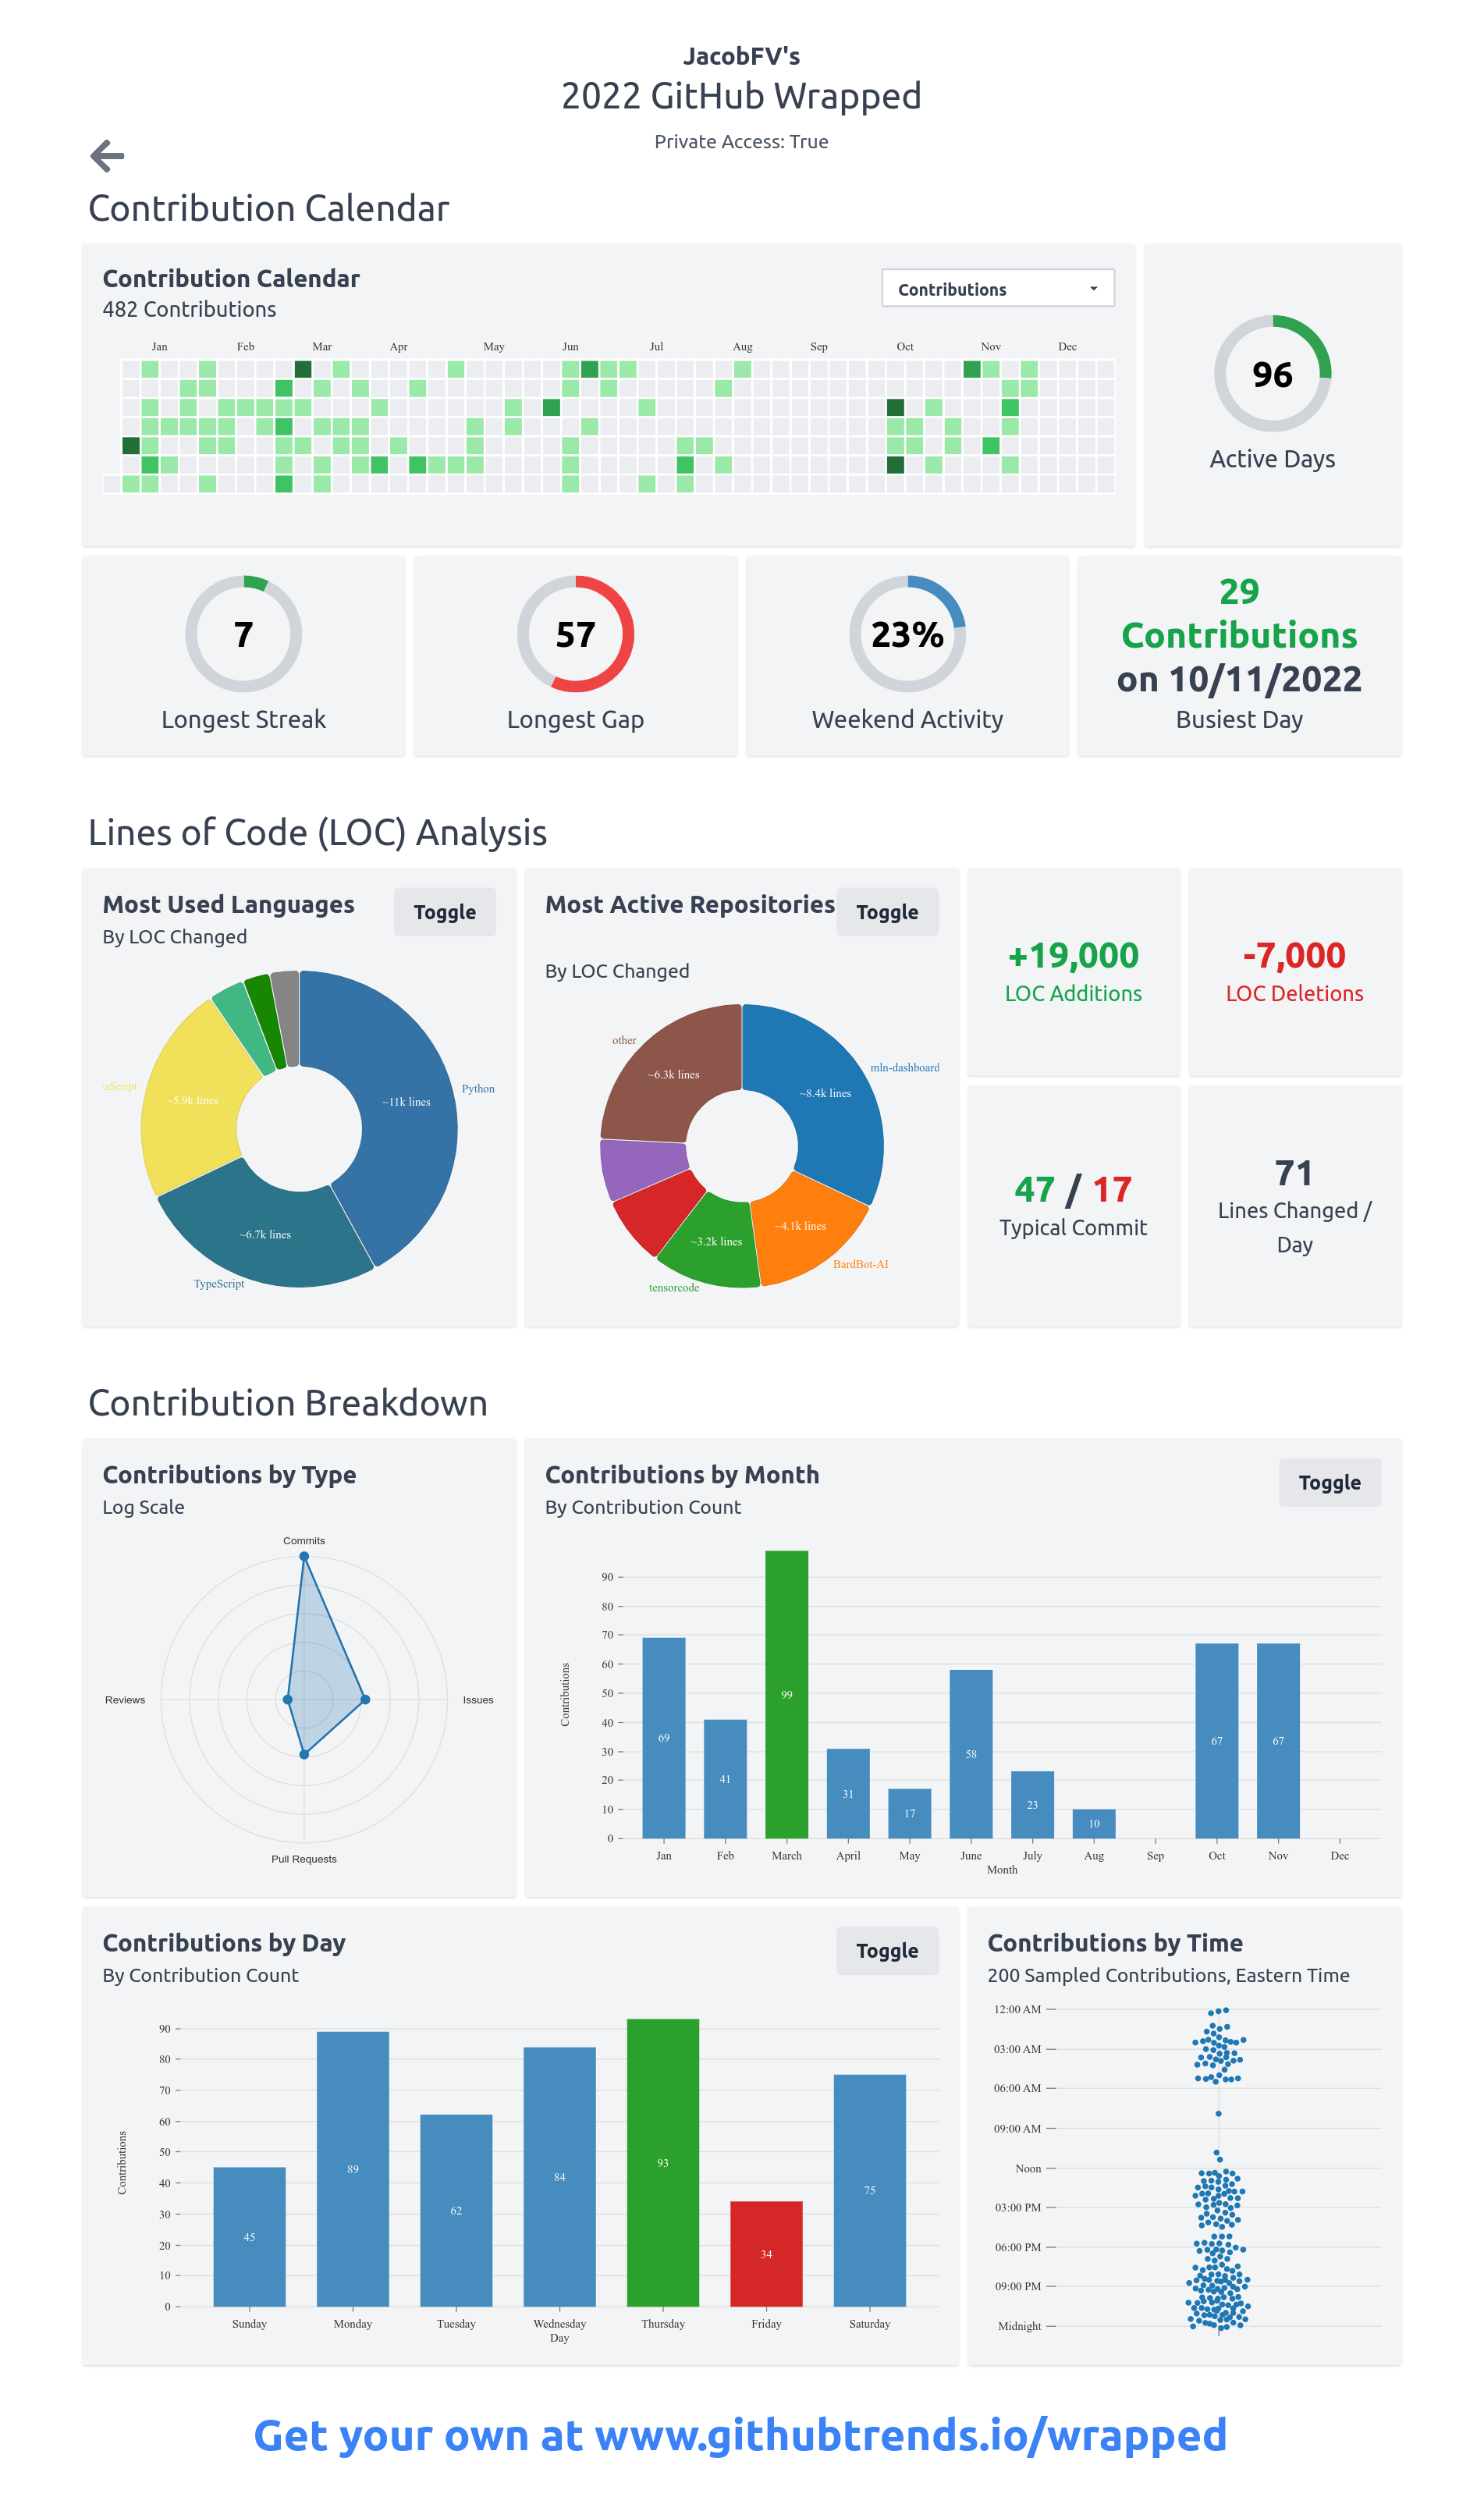 JacobFV's
2022 GitHub Wrapped
Private Access: True
Contribution Calendar
Contribution Calendar
482 Contributions
Contributions
Jan Feb Mar Apr May Jun Jul Aug Sep Oct Nov Dec
96
Active Days
7
Longest Streak
57
Longest Gap
23%
Weekend Activity
29
Contributions
on 10/11/2022
Busiest Day
Lines of Code (LOC) Analysis
Most Used Languages
Toggle
By LOC Changed
Python
~11k lines
aScript
~5.9k lines
~6.7k lines
TypeScript
Most Active Repositories
Toggle
By LOC Changed
other
~6.3k lines
mln-dashboard
~8.4k lines
~4.1k lines
BardBot-AI
~3.2k lines
tensorcode
+19,000
LOC Additions
-7,000
LOC Deletions
47 / 17
Typical Commit
71
Lines Changed /
Day
Contribution Breakdown
Contributions by Type
Log Scale
Commits
Reviews
Issues
Pull Requests
Contributions by Month
Toggle
By Contribution Count
90
80
70
60
50
40
30
20
10
0
Contributions
69
41
99
31
17
58
23
10
67
67
Jan Feb March April May June July Aug Sep Oct Nov Dec
Month
Contributions by Day
Toggle
By Contribution Count
90
80
70
60
50
40
30
20
10
0
Contributions
45
89
62
84
93
34
75
Sunday Monday Tuesday Wednesday Thursday Friday Saturday
Day
Contributions by Time
200 Sampled Contributions, Eastern Time
12:00 AM
03:00 AM
06:00 AM
09:00 AM
Noon
03:00 PM
06:00 PM
09:00 PM
Midnight
Get your own at www.githubtrends.io/wrapped